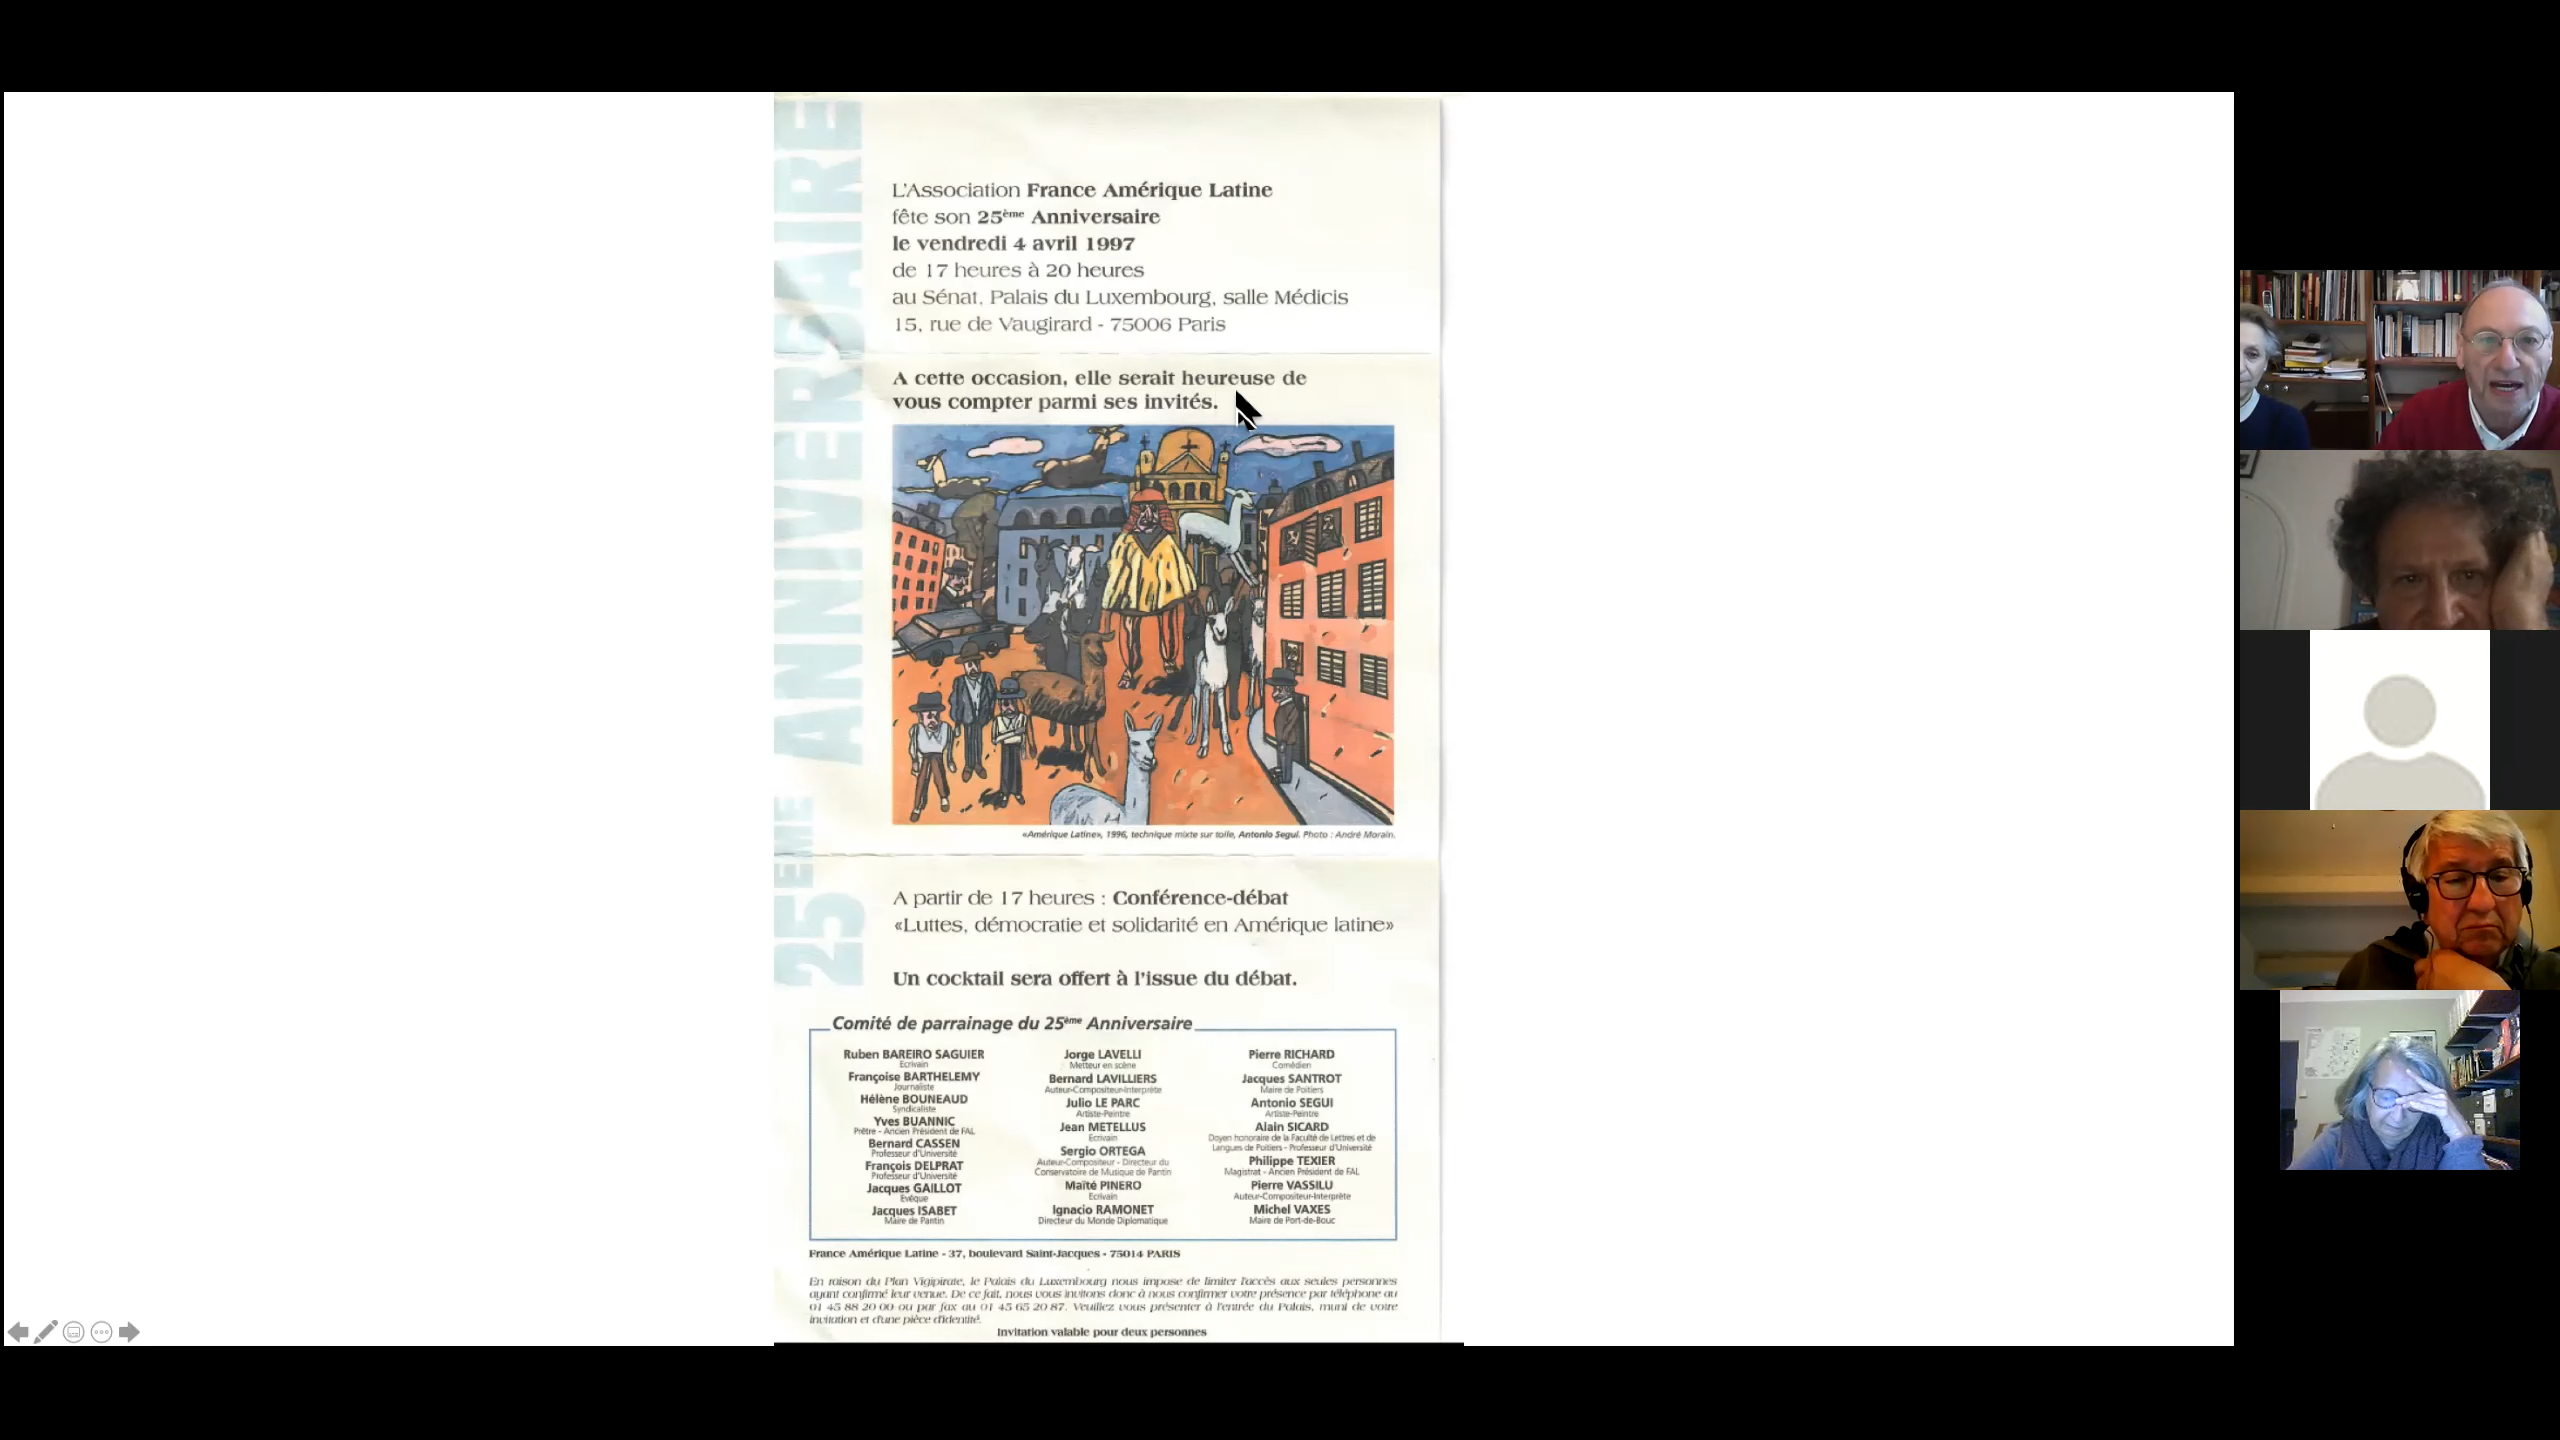 25ÈME ANNIVERSAIRE
L'Association France Amérique Latine
fête son 25ème Anniversaire
le vendredi 4 avril 1997
de 17 heures à 20 heures
au Sénat, Palais du Luxembourg, salle Médicis
15, rue de Vaugirard - 75006 Paris
A cette occasion, elle serait heureuse de
vous compter parmi ses invités.
«Amérique Latine», 1996, technique mixte sur toile, Antonio Segui. Photo : André Morain.
A partir de 17 heures : Conférence-débat
«Luttes, démocratie et solidarité en Amérique latine»
Un cocktail sera offert à l'issue du débat.
Comité de parrainage du 25ème Anniversaire
Ruben BAREIRO SAGUIER
Ecrivain
Françoise BARTHELEMY
Journaliste
Hélène BOUNEAUD
Syndicaliste
Yves BUANNIC
Prêtre - Ancien Président de FAL
Bernard CASSEN
Professeur d'Université
François DELPRAT
Professeur d'Université
Jacques GAILLOT
Evêque
Jacques ISABET
Maire de Pantin
Jorge LAVELLI
Metteur en scène
Bernard LAVILLIERS
Auteur-Compositeur-Interprète
Julio LE PARC
Artiste-Peintre
Jean METELLUS
Ecrivain
Sergio ORTEGA
Auteur-Compositeur - Directeur du
Conservatoire de Musique de Pantin
Maïté PINERO
Ecrivain
Ignacio RAMONET
Directeur du Monde Diplomatique
Pierre RICHARD
Comédien
Jacques SANTROT
Maire de Poitiers
Antonio SEGUI
Artiste-Peintre
Alain SICARD
Doyen honoraire de la Faculté de Lettres et de
Langues de Poitiers - Professeur d'Université
Philippe TEXIER
Magistrat - Ancien Président de FAL
Pierre VASSILU
Auteur-Compositeur-Interprète
Michel VAXES
Maire de Port-de-Bouc
France Amérique Latine - 37, boulevard Saint-Jacques - 75014 PARIS
En raison du Plan Vigipirate, le Palais du Luxembourg nous impose de limiter l'accès aux seules personnes
ayant confirmé leur venue. De ce fait, nous vous invitons donc à nous confirmer votre présence par téléphone au
01 45 88 20 00 ou par fax au 01 45 65 20 87. Veuillez vous présenter à l'entrée du Palais, muni de votre
invitation et d'une pièce d'identité.
Invitation valable pour deux personnes